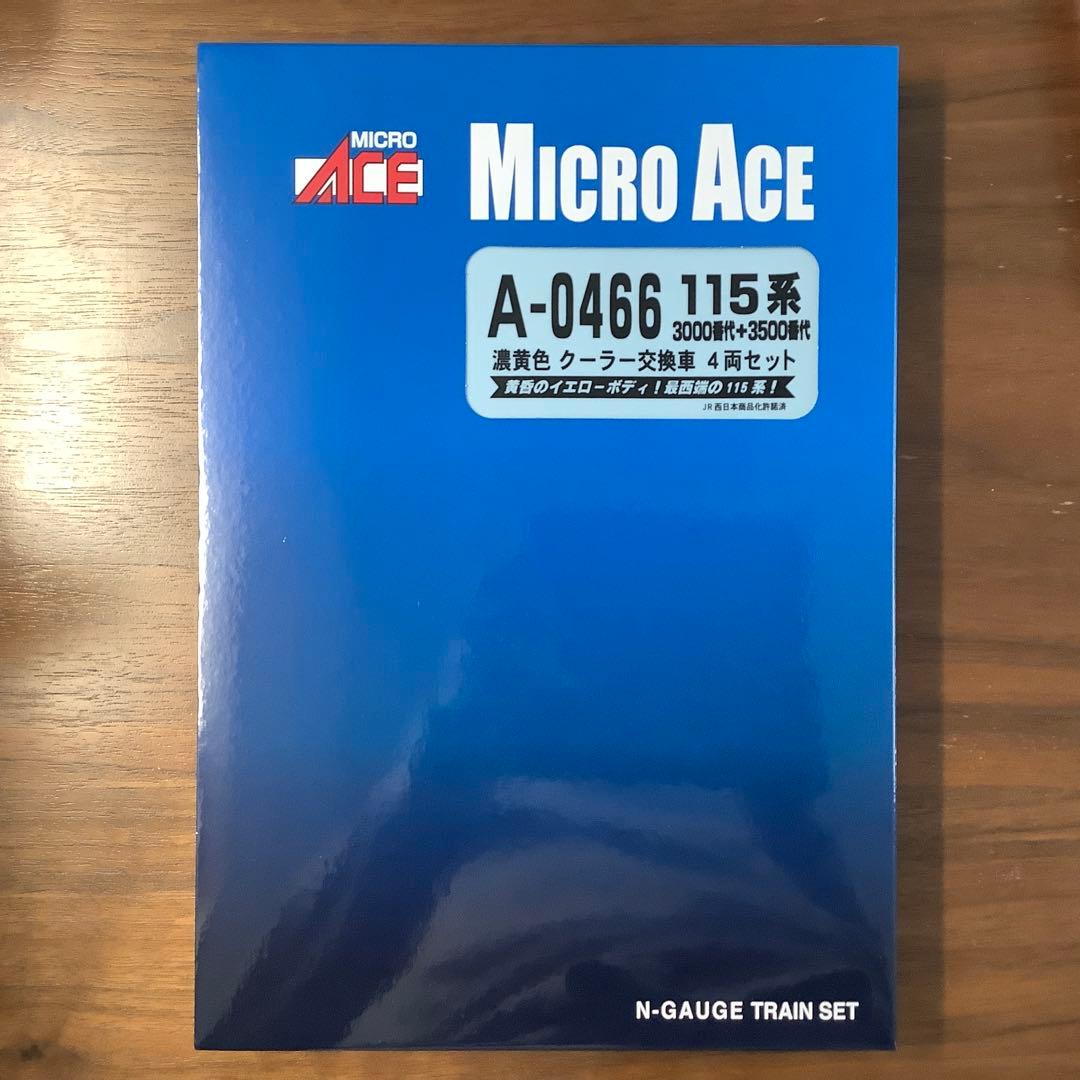 MICRO
ACE
MICRO ACE
A-0466 115系
3000番代+3500番代
濃黄色 クーラー交換車 4両セット
黄昏のイエローボディ!最西端の115系!
JR西日本商品化許諾済
N-GAUGE TRAIN SET